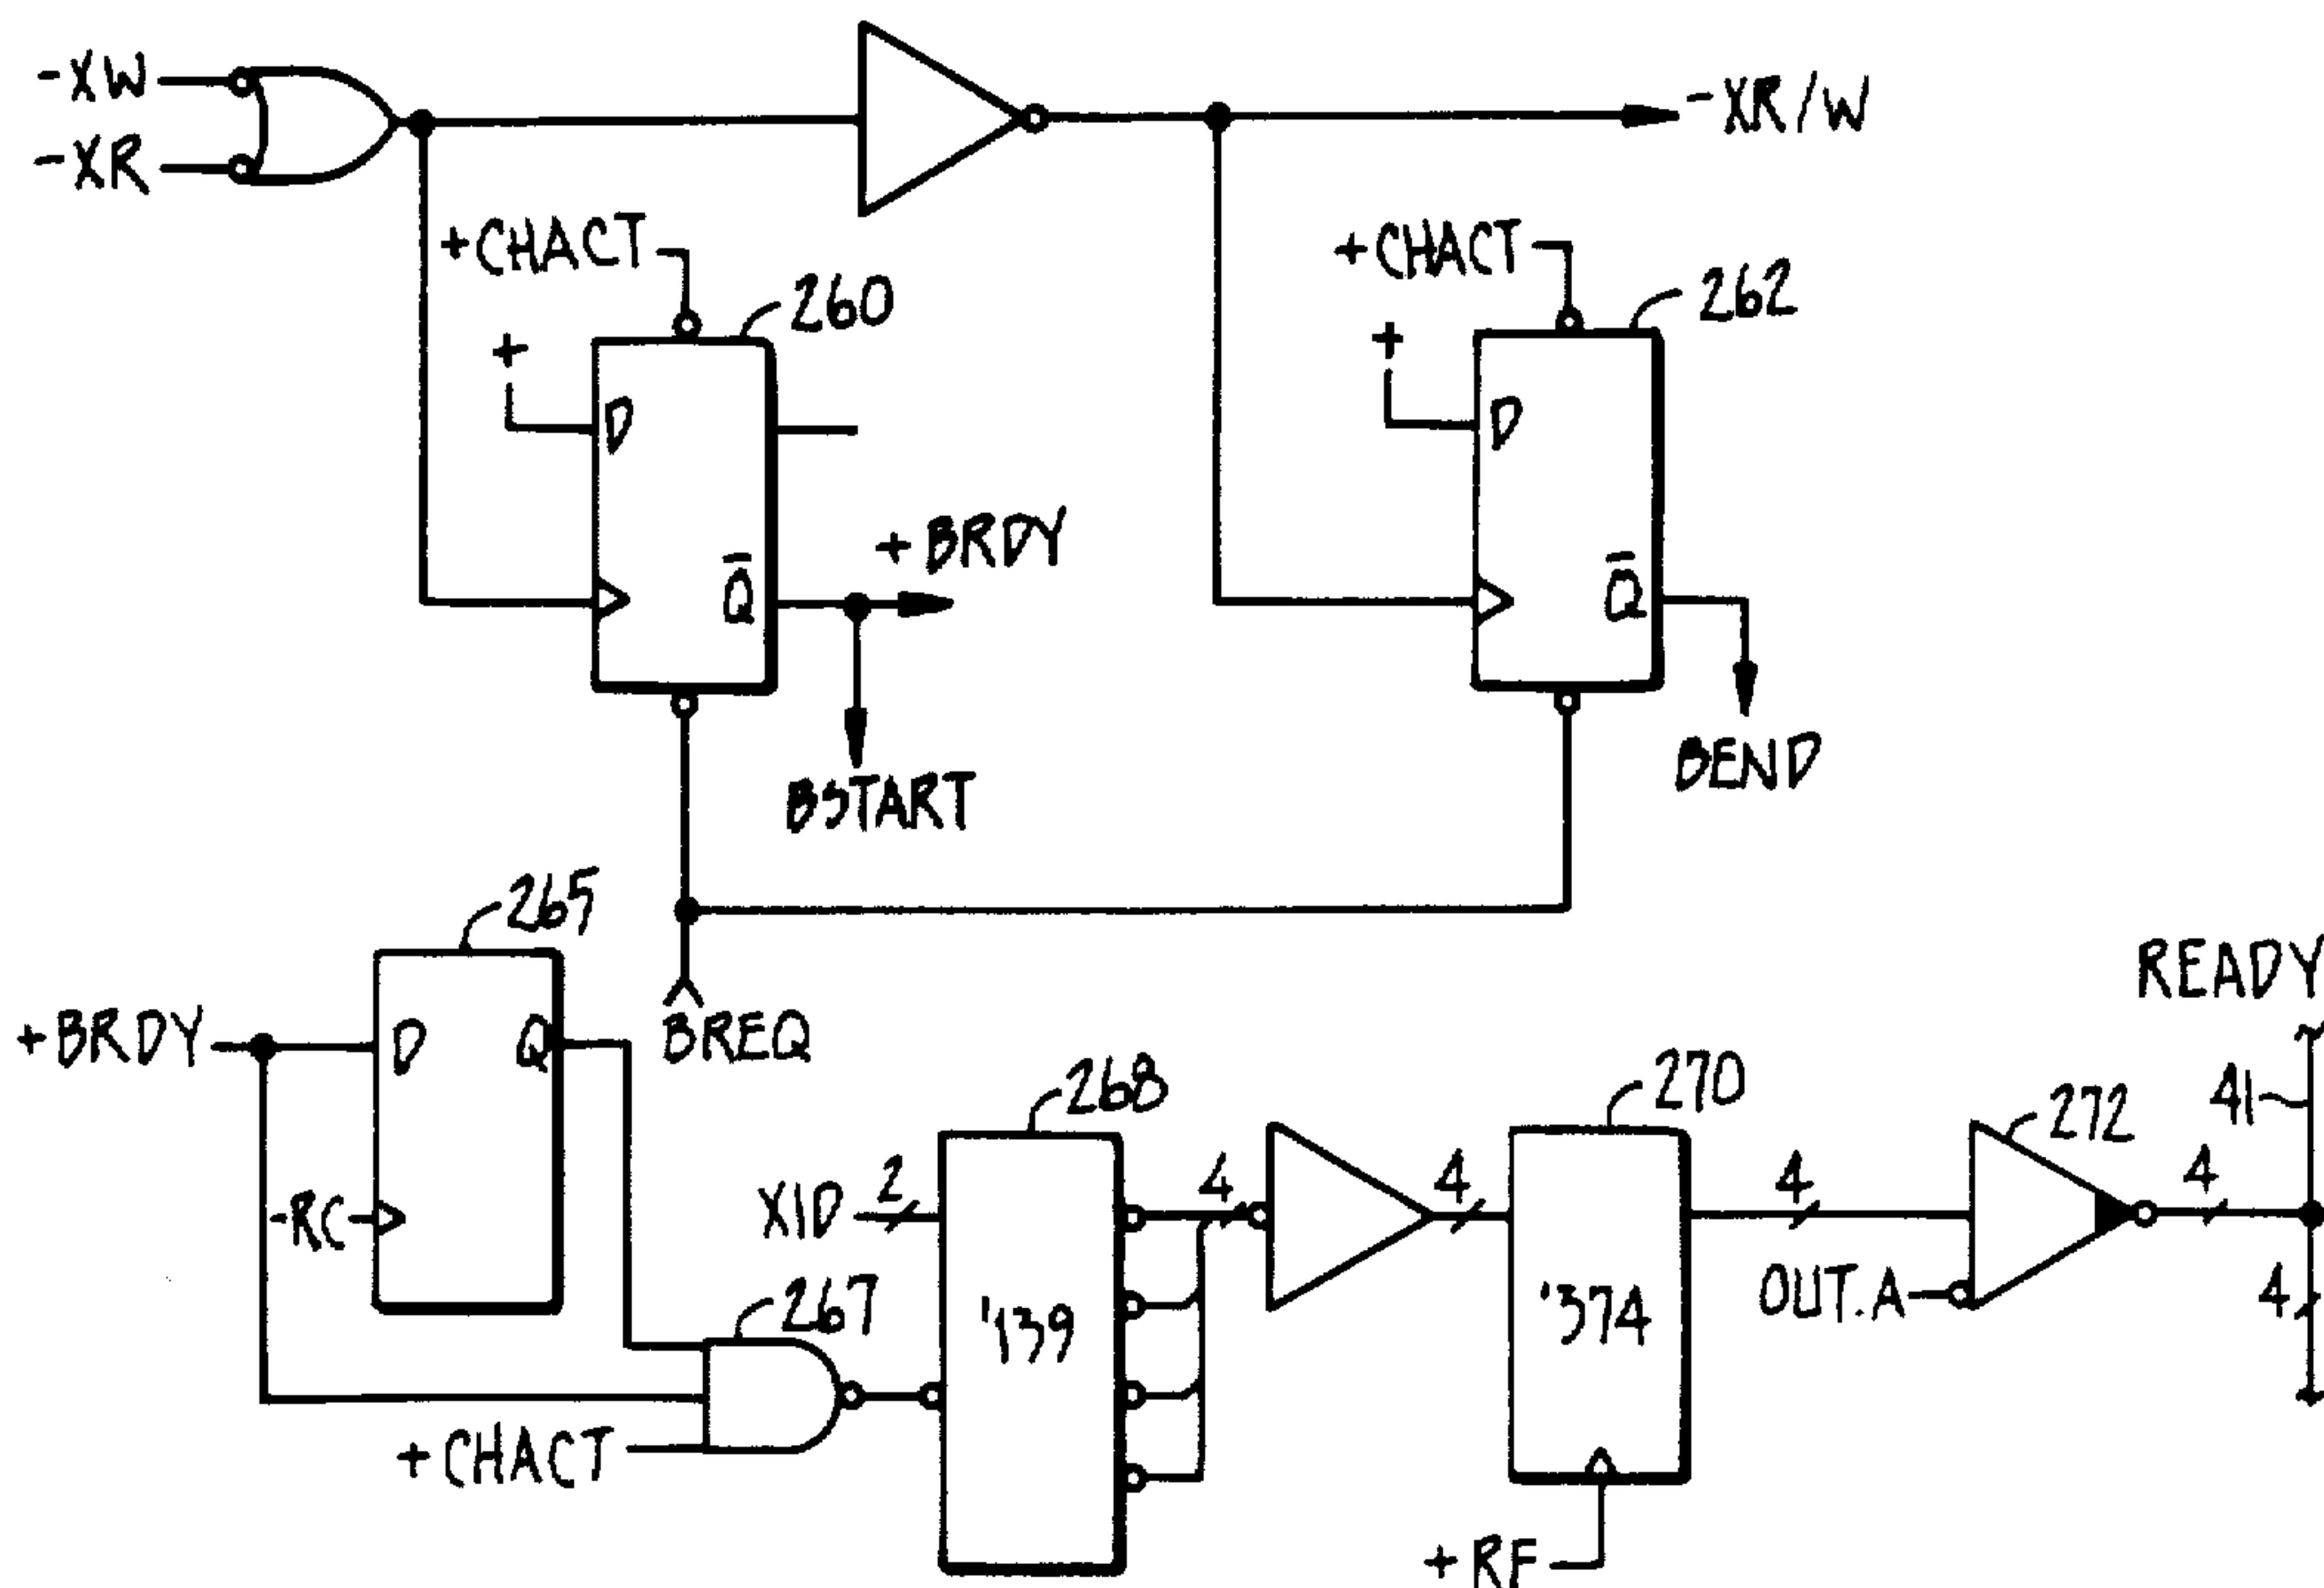 -XW
-XR
-XR/W
+CHACT
260
+
D
Q̄
+BRDY
BSTART
+CHACT
262
+
D
Q̄
BEND
BREQ
265
+BRDY
D
Q
-RC
267
+CHACT
XID
2
268
'139
4
4
270
'374
+RF
4
OUT.A
272
4
READY
41
4